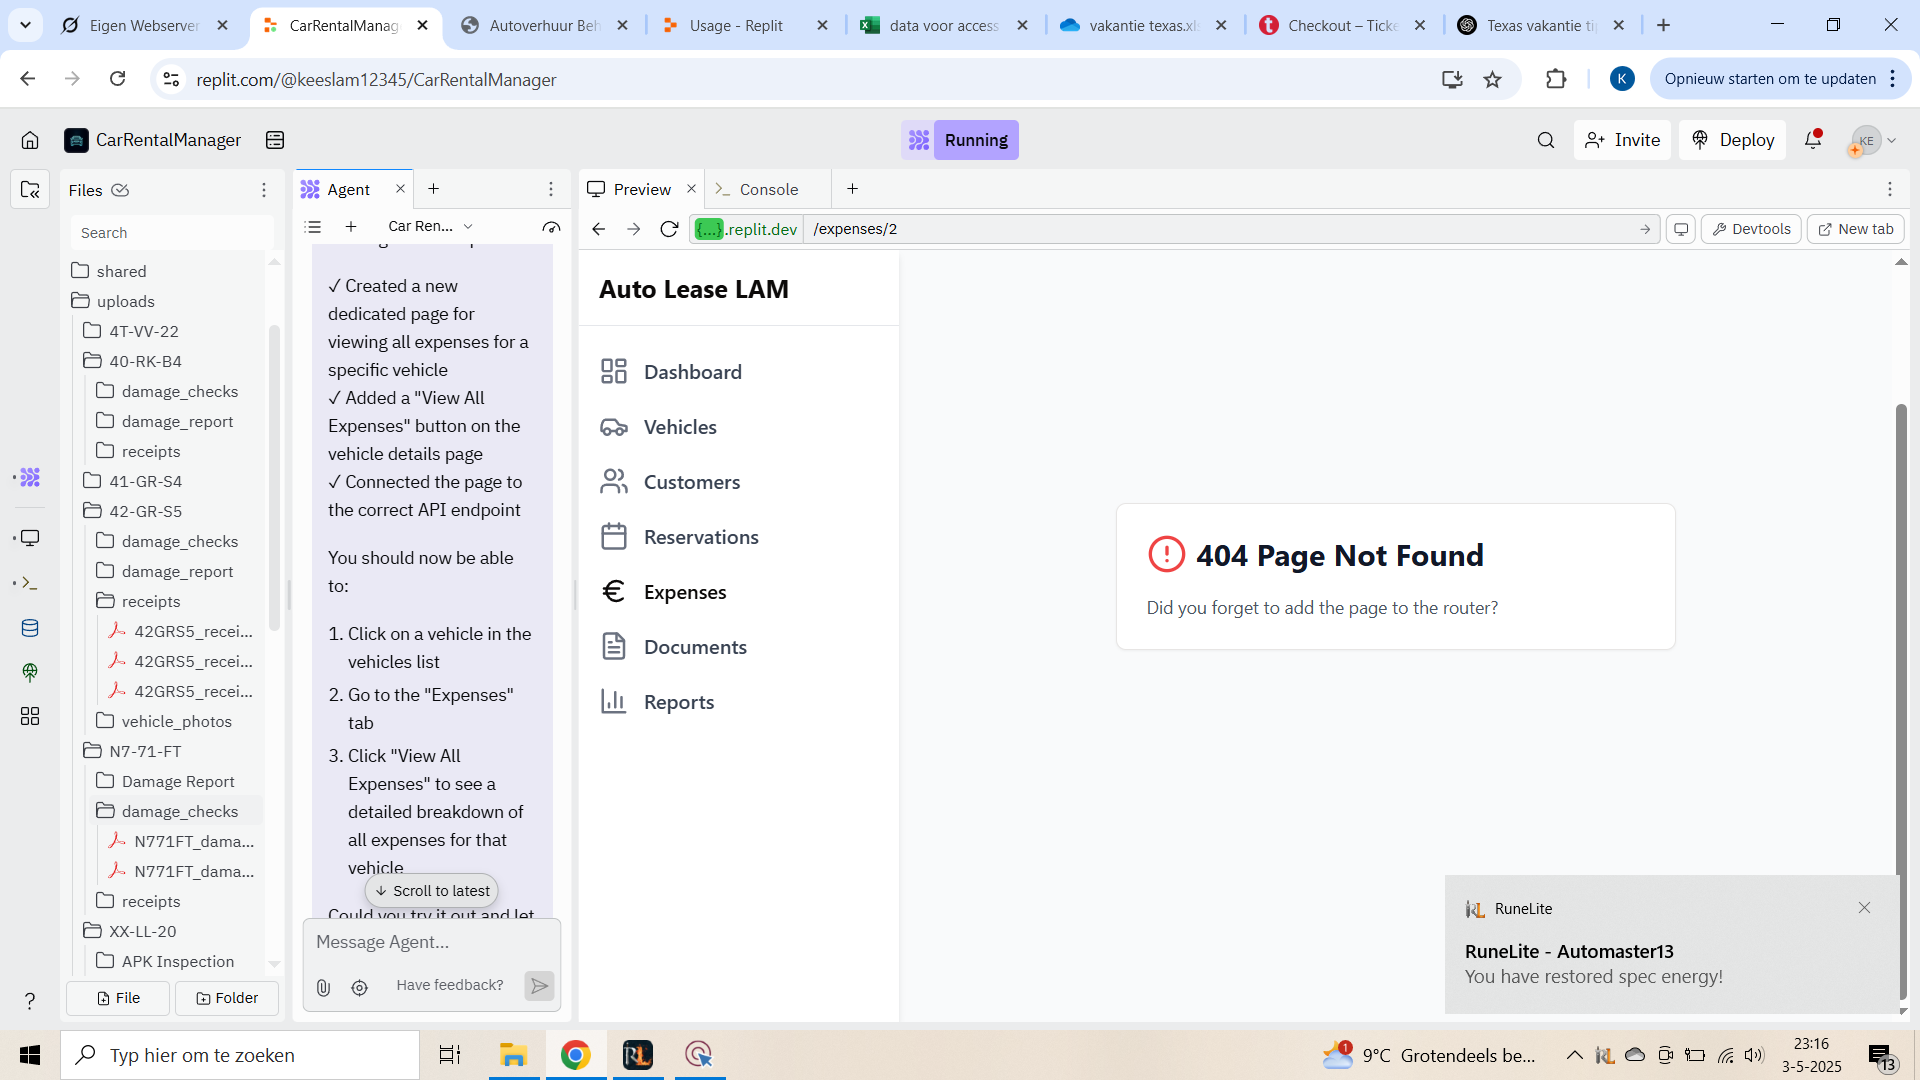 Eigen Webserver
CarRentalManag
Autoverhuur Beh
Usage - Replit
data voor access
vakantie texas.xls
Checkout – Ticke
Texas vakantie ti
replit.com/@keeslam12345/CarRentalManager
K
Opnieuw starten om te updaten
CarRentalManager
Running
Invite
Deploy
KE
Files
Agent
Preview
Console
Search
Car Ren...
{...}.replit.dev
/expenses/2
Devtools
New tab
shared
uploads
4T-VV-22
40-RK-B4
damage_checks
damage_report
receipts
41-GR-S4
42-GR-S5
damage_checks
damage_report
receipts
42GRS5_recei...
42GRS5_recei...
42GRS5_recei...
vehicle_photos
N7-71-FT
Damage Report
damage_checks
N771FT_dama...
N771FT_dama...
receipts
XX-LL-20
APK Inspection
File
Folder
✓ Created a new
dedicated page for
viewing all expenses for a
specific vehicle
✓ Added a "View All
Expenses" button on the
vehicle details page
✓ Connected the page to
the correct API endpoint
You should now be able
to:
1. Click on a vehicle in the
vehicles list
2. Go to the "Expenses"
tab
3. Click "View All
Expenses" to see a
detailed breakdown of
all expenses for that
vehicle
Scroll to latest
Could you try it out and let
Message Agent...
Have feedback?
Auto Lease LAM
Dashboard
Vehicles
Customers
Reservations
Expenses
Documents
Reports
404 Page Not Found
Did you forget to add the page to the router?
RuneLite
RuneLite - Automaster13
You have restored spec energy!
Typ hier om te zoeken
1
9°C Grotendeels be...
23:16
3-5-2025
13